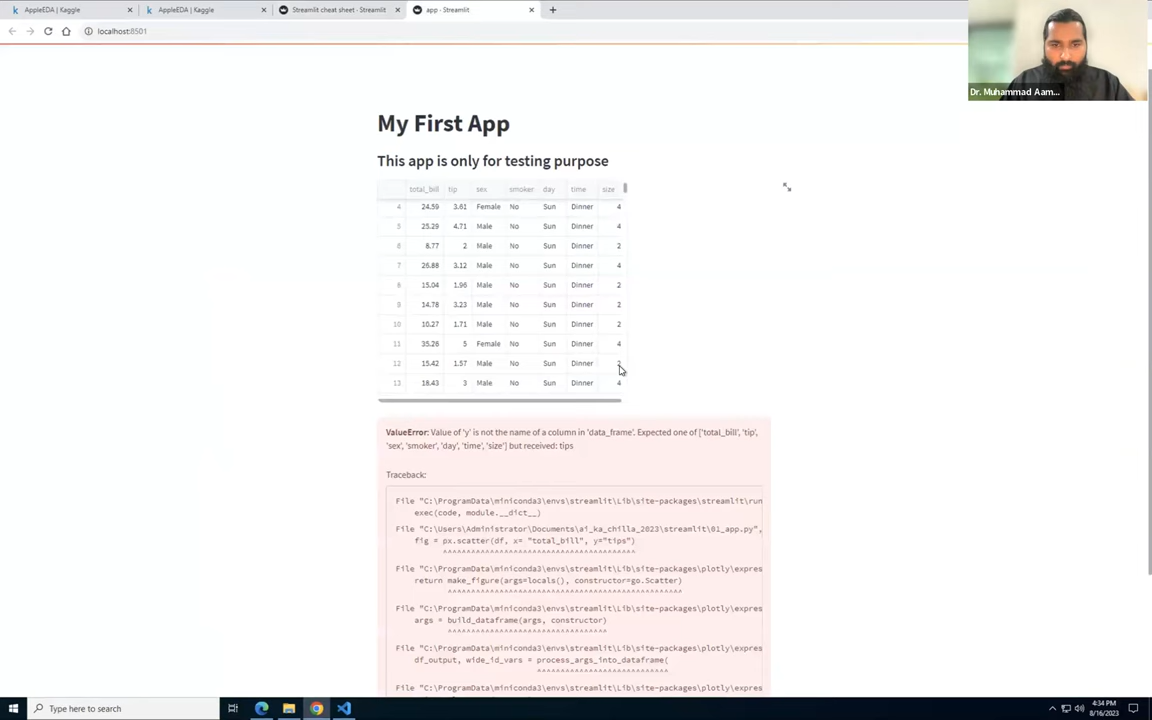 AppleEDA | Kaggle
AppleEDA | Kaggle
Streamlit cheat sheet - Streamlit
app - Streamlit
localhost:8501
Dr. Muhammad Aam...
My First App
This app is only for testing purpose
total_bill tip sex smoker day time size
4 24.59 3.61 Female No Sun Dinner 4
5 25.29 4.71 Male No Sun Dinner 4
6 8.77 2 Male No Sun Dinner 2
7 26.88 3.12 Male No Sun Dinner 4
8 15.04 1.96 Male No Sun Dinner 2
9 14.78 3.23 Male No Sun Dinner 2
10 10.27 1.71 Male No Sun Dinner 2
11 35.26 5 Female No Sun Dinner 4
12 15.42 1.57 Male No Sun Dinner 2
13 18.43 3 Male No Sun Dinner 4
ValueError: Value of 'y' is not the name of a column in 'data_frame'. Expected one of ['total_bill', 'tip',
'sex', 'smoker', 'day', 'time', 'size'] but received: tips
Traceback:
File "C:\ProgramData\miniconda3\envs\streamlit\Lib\site-packages\streamlit\run
exec(code, module.__dict__)
File "C:\Users\Administrator\Documents\ai_ka_chilla_2023\streamlit\01_app.py",
fig = px.scatter(df, x= "total_bill", y="tips")
^^^^^^^^^^^^^^^^^^^^^^^^^^^^^^^^^^^^^^^^^
File "C:\ProgramData\miniconda3\envs\streamlit\Lib\site-packages\plotly\expres
return make_figure(args=locals(), constructor=go.Scatter)
^^^^^^^^^^^^^^^^^^^^^^^^^^^^^^^^^^^^^^^^^^^^^^^^^^
File "C:\ProgramData\miniconda3\envs\streamlit\Lib\site-packages\plotly\expres
args = build_dataframe(args, constructor)
^^^^^^^^^^^^^^^^^^^^^^^^^^^^^^^^^^
File "C:\ProgramData\miniconda3\envs\streamlit\Lib\site-packages\plotly\expres
df_output, wide_id_vars = process_args_into_dataframe(
^^^^^^^^^^^^^^^^^^^^^^^^^^^^
File "C:\ProgramData\miniconda3\envs\streamlit\Lib\site-packages\plotly\expres
Type here to search
4:34 PM
8/16/2023